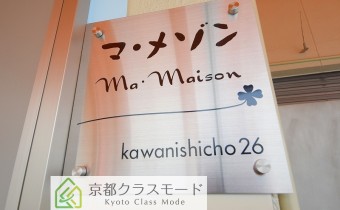 マ・メゾン
Ma・Maison
kawanishicho 26
京都クラスモード
Kyoto Class Mode